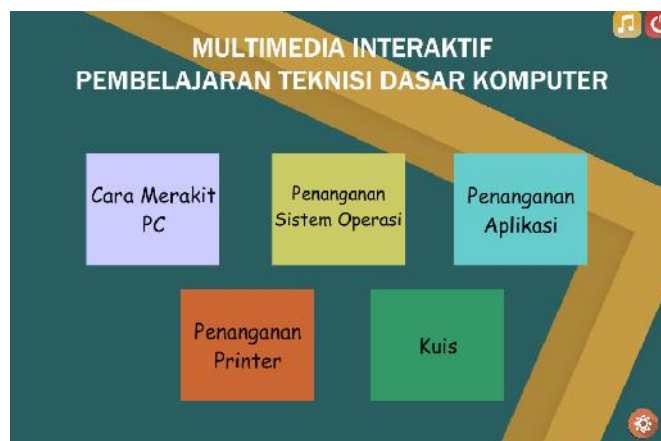 MULTIMEDIA INTERAKTIF
PEMBELAJARAN TEKNISI DASAR KOMPUTER
Cara Merakit
PC
Penanganan
Sistem Operasi
Penanganan
Aplikasi
Penanganan
Printer
Kuis